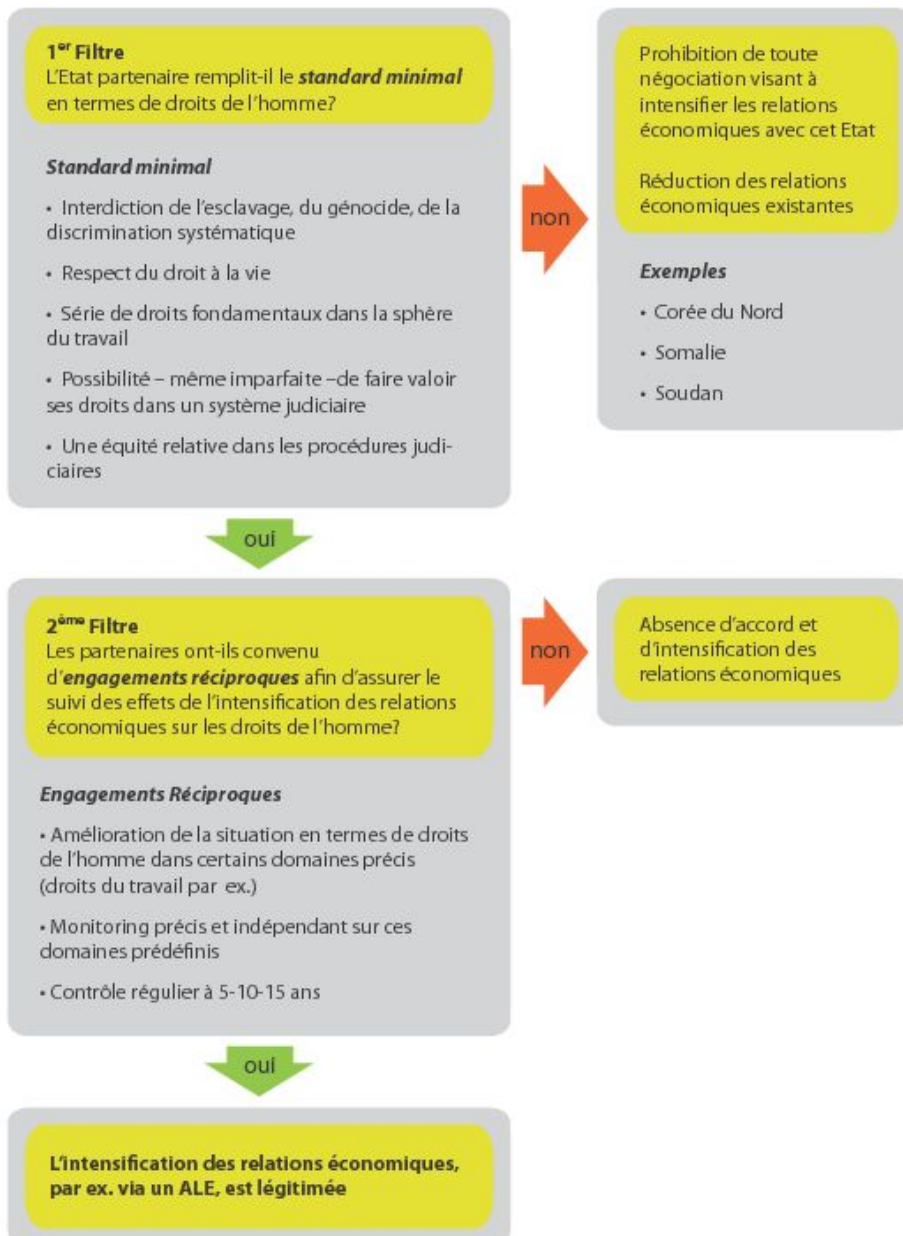 1er Filtre
L'Etat partenaire remplit-il le standard minimal
en termes de droits de l'homme?
Standard minimal
• Interdiction de l'esclavage, du génocide, de la
discrimination systématique
• Respect du droit à la vie
• Série de droits fondamentaux dans la sphère
du travail
• Possibilité – même imparfaite –de faire valoir
ses droits dans un système judiciaire
• Une équité relative dans les procédures judi-
ciaires
non
Prohibition de toute
négociation visant à
intensifier les relations
économiques avec cet Etat
Réduction des relations
économiques existantes
Exemples
• Corée du Nord
• Somalie
• Soudan
oui
2ème Filtre
Les partenaires ont-ils convenu
d'engagements réciproques afin d'assurer le
suivi des effets de l'intensification des relations
économiques sur les droits de l'homme?
Engagements Réciproques
• Amélioration de la situation en termes de droits
de l'homme dans certains domaines précis
(droits du travail par ex.)
• Monitoring précis et indépendant sur ces
domaines prédéfinis
• Contrôle régulier à 5-10-15 ans
non
Absence d'accord et
d'intensification des
relations économiques
oui
L'intensification des relations économiques,
par ex. via un ALE, est légitimée